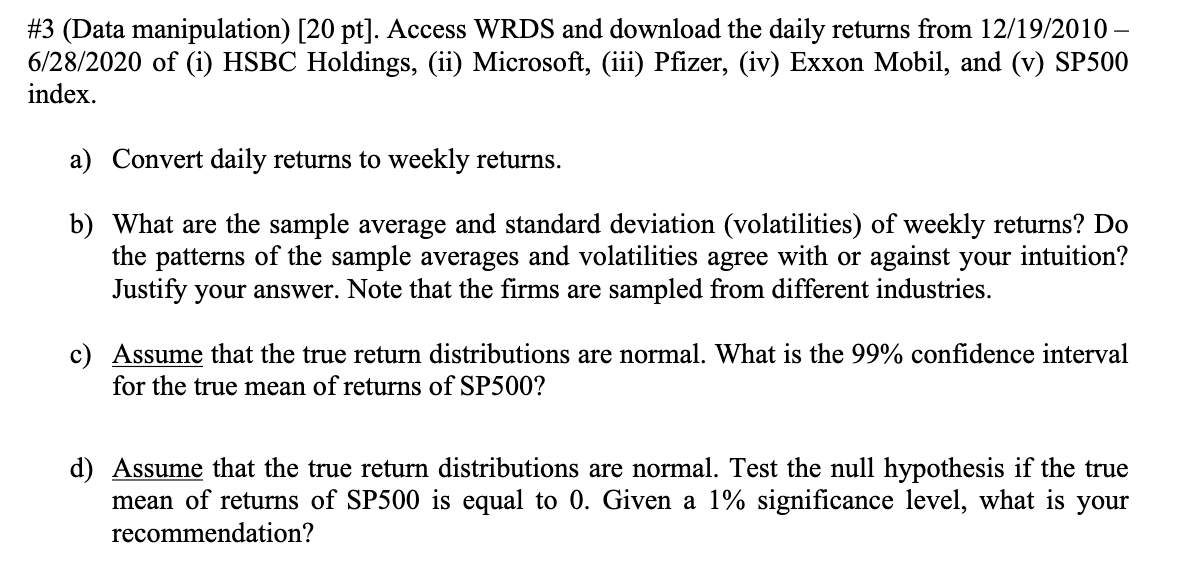 #3 (Data manipulation) [20 pt]. Access WRDS and download the daily returns from 12/19/2010 –
6/28/2020 of (i) HSBC Holdings, (ii) Microsoft, (iii) Pfizer, (iv) Exxon Mobil, and (v) SP500
index.
a) Convert daily returns to weekly returns.
b) What are the sample average and standard deviation (volatilities) of weekly returns? Do
the patterns of the sample averages and volatilities agree with or against your intuition?
Justify your answer. Note that the firms are sampled from different industries.
c) Assume that the true return distributions are normal. What is the 99% confidence interval
for the true mean of returns of SP500?
d) Assume that the true return distributions are normal. Test the null hypothesis if the true
mean of returns of SP500 is equal to 0. Given a 1% significance level, what is your
recommendation?